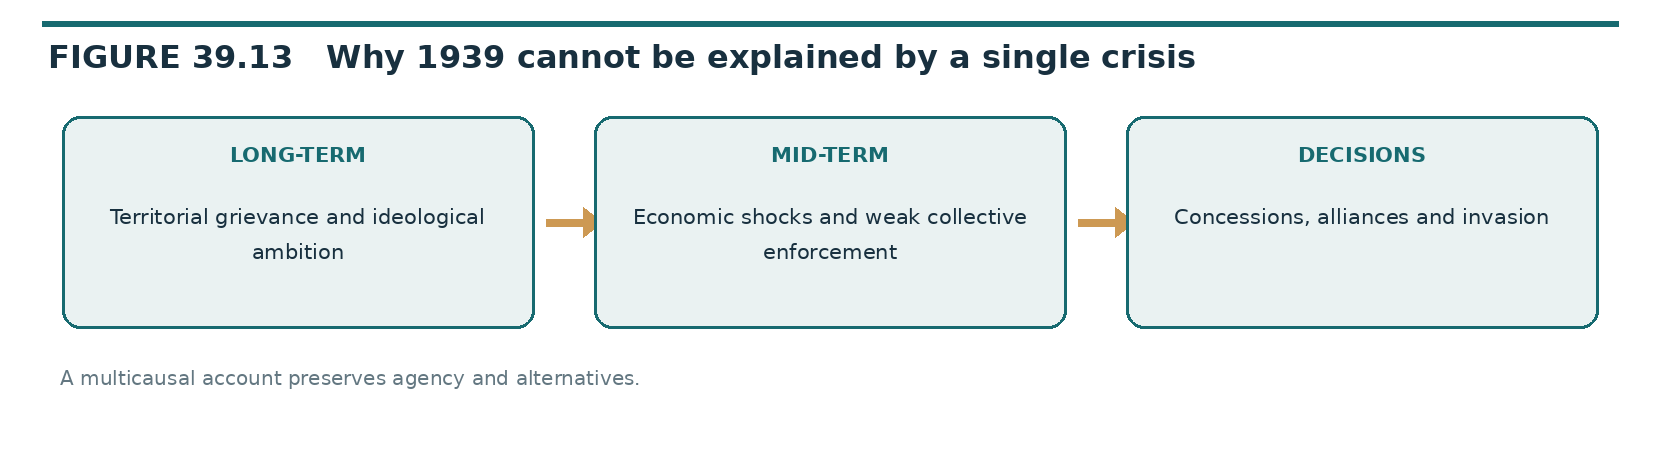 FIGURE 39.13 Why 1939 cannot be explained by a single crisis
LONG-TERM
Territorial grievance and ideological
ambition
MID-TERM
Economic shocks and weak collective
enforcement
DECISIONS
Concessions, alliances and invasion
A multicausal account preserves agency and alternatives.